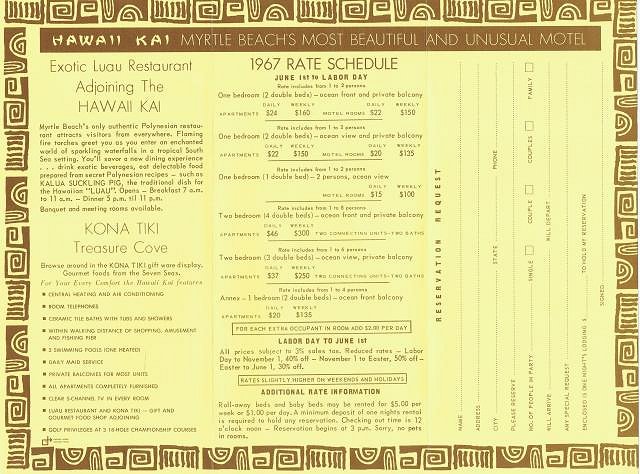 HAWAII KAI MYRTLE BEACH'S MOST BEAUTIFUL AND UNUSUAL MOTEL
Exotic Luau Restaurant
Adjoining The
HAWAII KAI
Myrtle Beach's only authentic Polynesian restau-
rant attracts visitors from everywhere. Flaming
fire torches greet you as you enter an enchanted
world of sparkling waterfalls in a tropical South
Sea setting. You'll savor a new dining experience
. . . drink exotic beverages, eat delectable food
prepared from secret Polynesian recipes — such as
KALUA SUCKLING PIG, the traditional dish for
the Hawaiian "LUAU". Opens — Breakfast 7 a.m.
to 11 a.m. — Dinner 5 p.m. til 11 p.m.
Banquet and meeting rooms available.
KONA TIKI
Treasure Cove
Browse around in the KONA TIKI gift ware display.
Gourmet foods from the Seven Seas.
For Your Every Comfort the Hawaii Kai features
■ CENTRAL HEATING AND AIR CONDITIONING
■ ROOM TELEPHONES
■ CERAMIC TILE BATHS WITH TUBS AND SHOWERS
■ WITHIN WALKING DISTANCE OF SHOPPING, AMUSEMENT
AND FISHING PIER
■ 2 SWIMMING POOLS (ONE HEATED)
■ DAILY MAID SERVICE
■ PRIVATE BALCONIES FOR MOST UNITS
■ ALL APARTMENTS COMPLETELY FURNISHED
■ CLEAR 5-CHANNEL TV IN EVERY ROOM
■ LUAU RESTAURANT AND KONA TIKI — GIFT AND
GOURMET FOOD SHOP ADJOINING
■ GOLF PRIVILEGES AT 3 18-HOLE CHAMPIONSHIP COURSES
1967 RATE SCHEDULE
JUNE 1ST TO LABOR DAY
Rate includes from 1 to 3 persons
One bedroom (2 double beds) — ocean front and private balcony
DAILY WEEKLY DAILY WEEKLY
APARTMENTS $24 $160 MOTEL ROOMS $22 $150
Rate includes from 1 to 3 persons
One bedroom (2 double beds) — ocean view and private balcony
DAILY WEEKLY DAILY WEEKLY
APARTMENTS $22 $150 MOTEL ROOMS $20 $135
Rate includes from 1 to 2 persons
One bedroom (1 double bed) — 2 persons, ocean view
DAILY WEEKLY
MOTEL ROOMS $15 $100
Rate includes from 1 to 8 persons
Two bedroom (4 double beds) — ocean front and private balcony
DAILY WEEKLY
APARTMENTS $46 $300 TWO CONNECTING UNITS—TWO BATHS
Rate includes from 1 to 6 persons
Two bedroom (3 double beds) — ocean view, private balcony
DAILY WEEKLY
APARTMENTS $37 $250 TWO CONNECTING UNITS—TWO BATHS
Rate includes from 1 to 4 persons
Annex — 1 bedroom (2 double beds) — ocean front balcony
DAILY WEEKLY
APARTMENTS $20 $135
FOR EACH EXTRA OCCUPANT IN ROOM ADD $2.00 PER DAY
LABOR DAY TO JUNE 1ST
All prices subject to 3% sales tax. Reduced rates — Labor
Day to November 1, 40% off — November 1 to Easter, 50% off —
Easter to June 1, 30% off.
RATES SLIGHTLY HIGHER ON WEEKENDS AND HOLIDAYS
ADDITIONAL RATE INFORMATION
Roll-away beds and baby beds may be rented for $5.00 per
week or $1.00 per day. A minimum deposit of one nights rental
is required to hold any reservation. Checking out time is 12
o'clock noon — Reservation begins at 3 p.m. Sorry, no pets
in rooms.
RESERVATION REQUEST
NAME
ADDRESS
CITY STATE PHONE
PLEASE RESERVE
NO. OF PEOPLE IN PARTY SINGLE COUPLE COUPLES FAMILY
WILL ARRIVE WILL DEPART
ANY SPECIAL REQUEST
ENCLOSED IS ONE NIGHT'S LODGING $ TO HOLD MY RESERVATION
SIGNED